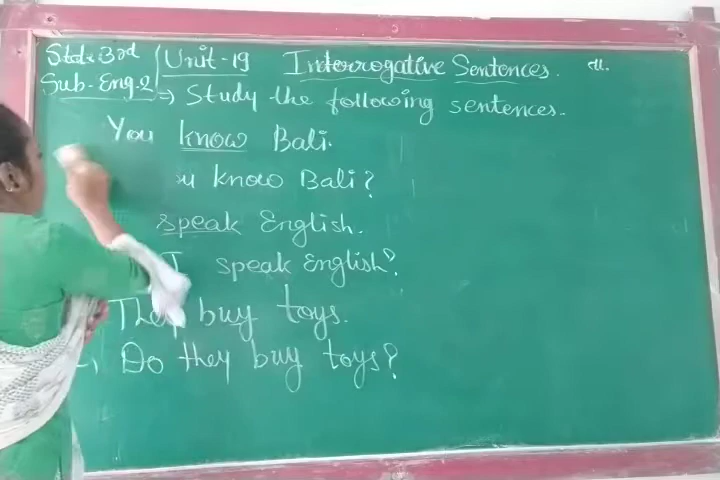 Std:- 3rd
Sub- Eng-2
Unit-19 Interrogative Sentences.
⇒ Study the following sentences.
You know Bali.
know Bali?
speak English.
I speak English?
They buy toys.
Do they buy toys?